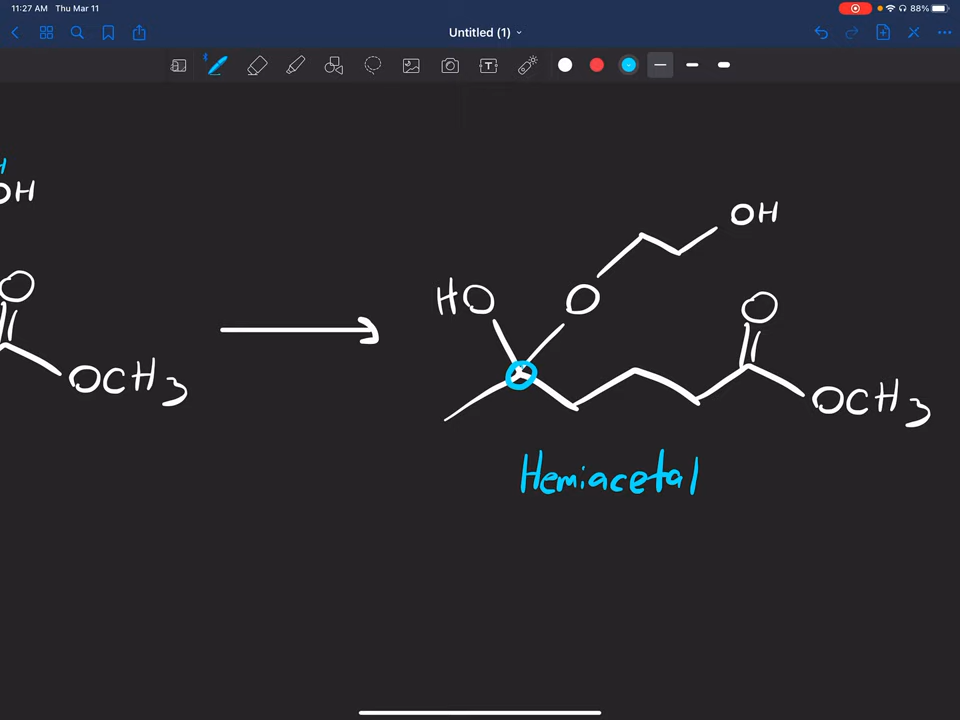 11:27 AM Thu Mar 11
88%
Untitled (1)
T
H
OH
O
OCH3
OH
HO
O
O
OCH3
Hemiacetal